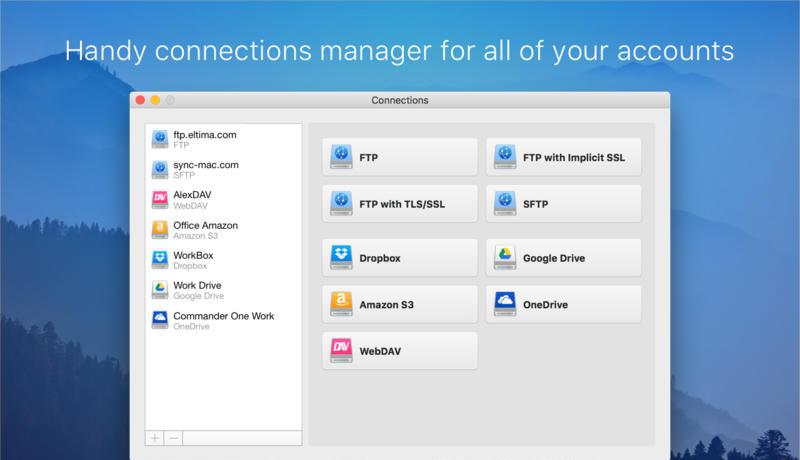 Handy connections manager for all of your accounts
Connections
ftp.eltima.com
FTP
sync-mac.com
SFTP
AlexDAV
WebDAV
Office Amazon
Amazon S3
WorkBox
Dropbox
Work Drive
Google Drive
Commander One Work
OneDrive
FTP
FTP with Implicit SSL
FTP with TLS/SSL
SFTP
Dropbox
Google Drive
Amazon S3
OneDrive
DAV
WebDAV